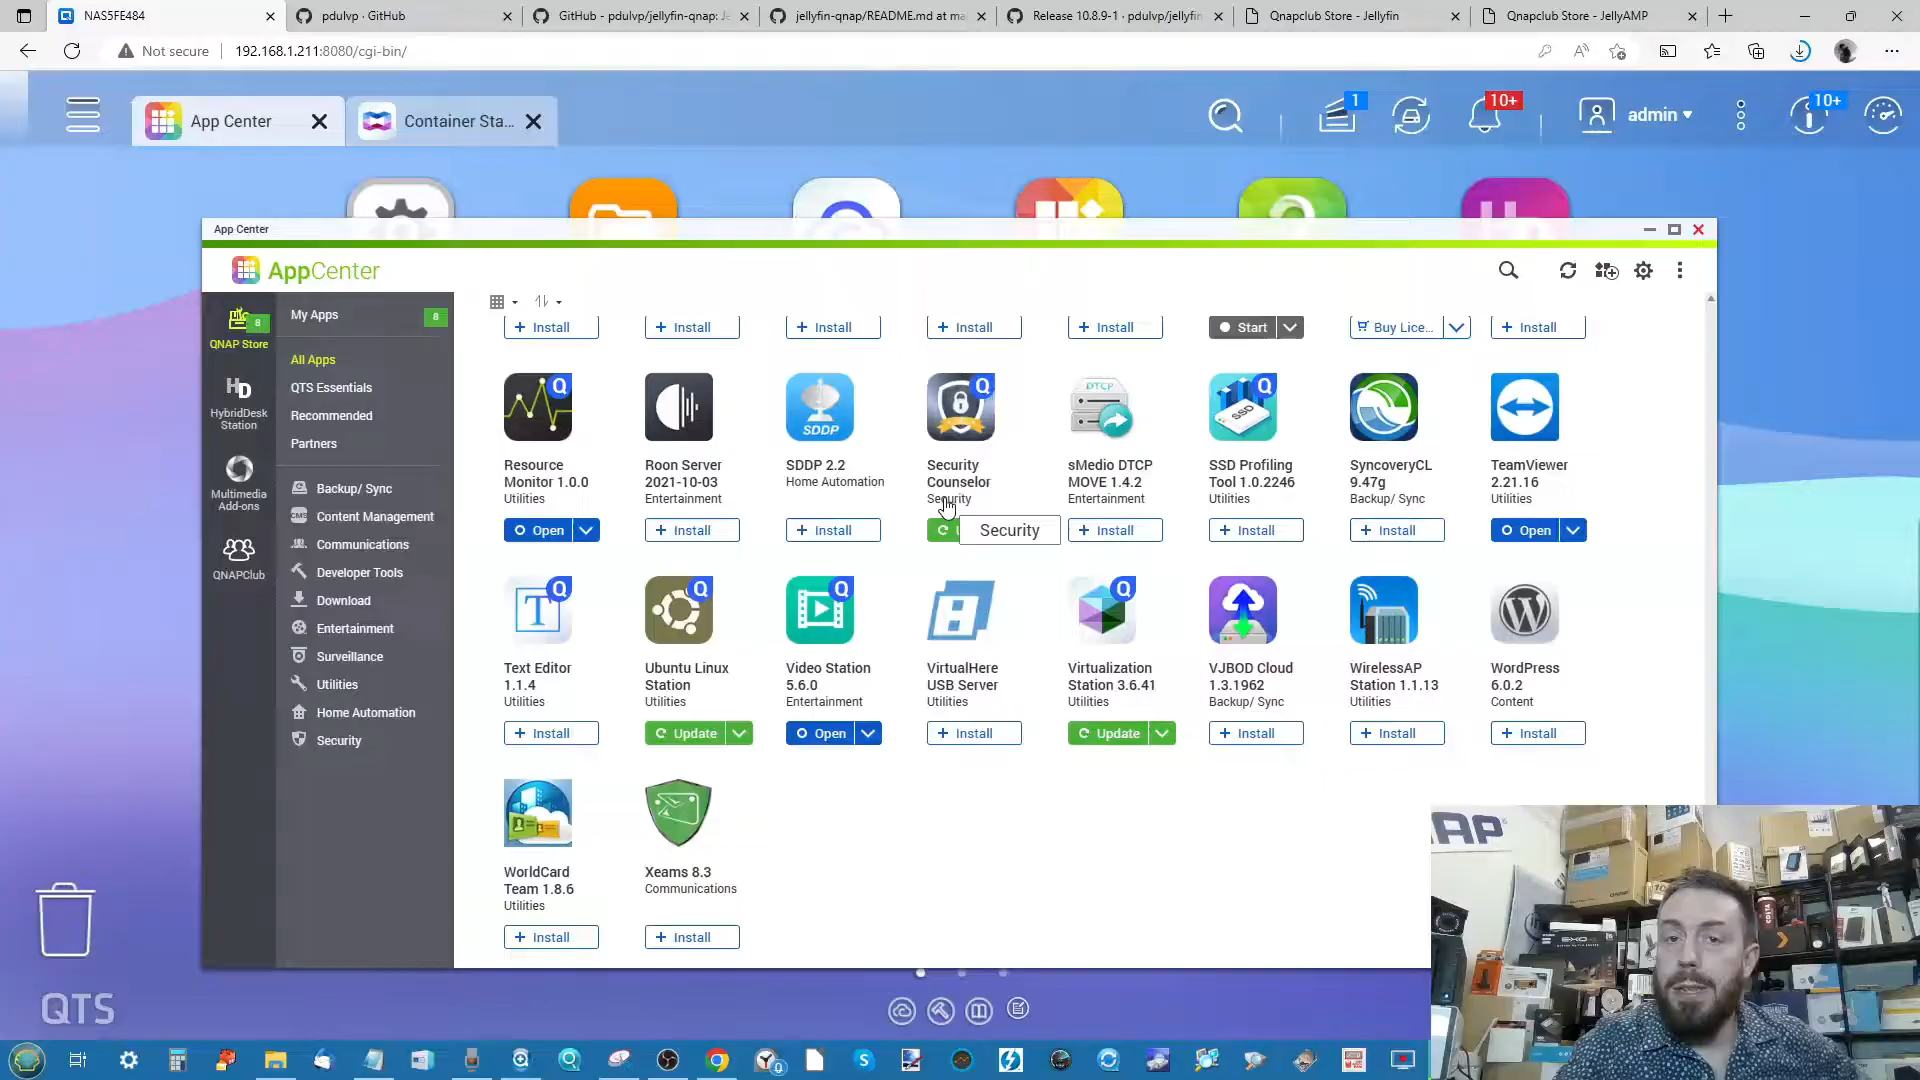 NAS5FE484
pdulvp · GitHub
GitHub - pdulvp/jellyfin-qnap: Je
jellyfin-qnap/README.md at ma
Release 10.8.9-1 · pdulvp/jellyfin
Qnapclub Store - Jellyfin
Qnapclub Store - JellyAMP
Not secure
192.168.1.211:8080/cgi-bin/
App Center
Container Sta...
1
10+
admin
10+
App Center
AppCenter
8
QNAP Store
HD
HybridDesk
Station
Multimedia
Add-ons
QNAPClub
My Apps
8
All Apps
QTS Essentials
Recommended
Partners
Backup/ Sync
CMS
Content Management
Communications
Developer Tools
Download
Entertainment
Surveillance
Utilities
Home Automation
Security
+ Install
+ Install
+ Install
+ Install
+ Install
Start
Buy Lice...
+ Install
Q
SDDP
Q
DTCP
SSD
Q
Resource
Monitor 1.0.0
Utilities
Open
Roon Server
2021-10-03
Entertainment
+ Install
SDDP 2.2
Home Automation
+ Install
Security
Counselor
Security
Security
sMedio DTCP
MOVE 1.4.2
Entertainment
+ Install
SSD Profiling
Tool 1.0.2246
Utilities
+ Install
SyncoveryCL
9.47g
Backup/ Sync
+ Install
TeamViewer
2.21.16
Utilities
Open
T
Q
Q
Q
Q
Text Editor
1.1.4
Utilities
+ Install
Ubuntu Linux
Station
Utilities
Update
Video Station
5.6.0
Entertainment
Open
VirtualHere
USB Server
Utilities
+ Install
Virtualization
Station 3.6.41
Utilities
Update
VJBOD Cloud
1.3.1962
Backup/ Sync
+ Install
WirelessAP
Station 1.1.13
Utilities
+ Install
WordPress
6.0.2
Content
+ Install
WorldCard
Team 1.8.6
Utilities
+ Install
Xeams 8.3
Communications
+ Install
QTS